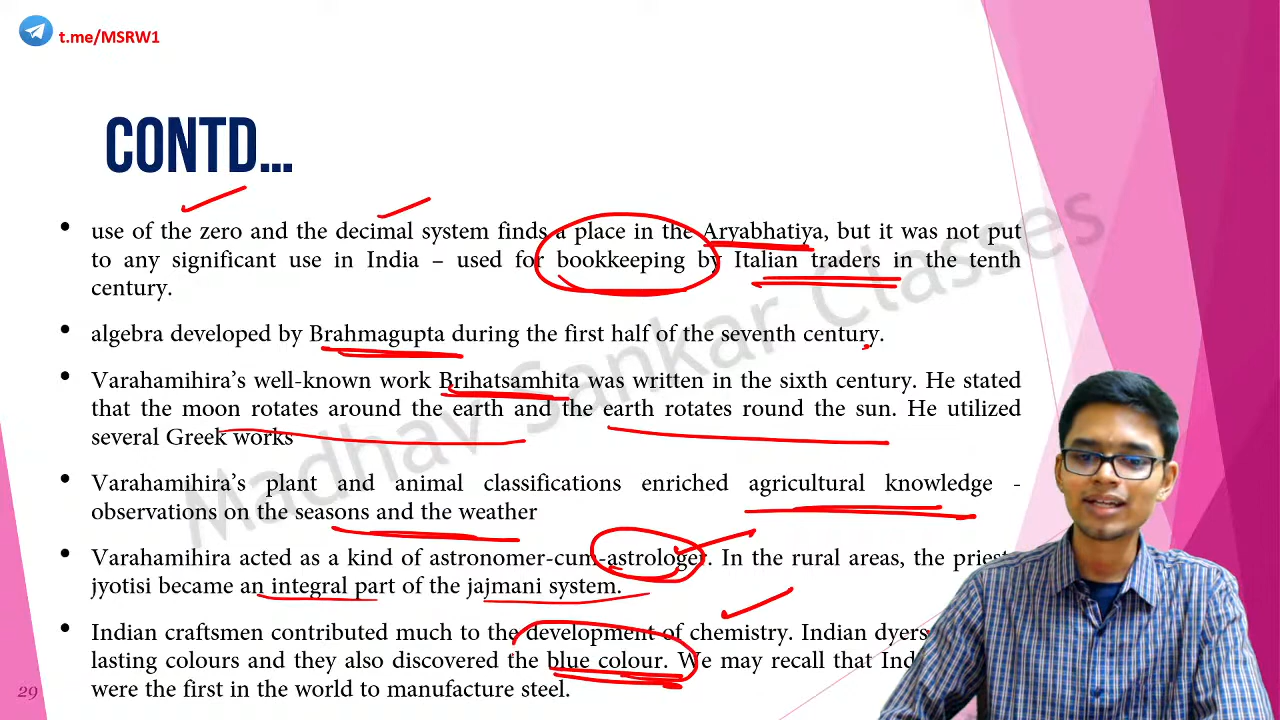 t.me/MSRW1
CONTD...
• use of the zero and the decimal system finds a place in the Aryabhatiya, but it was not put
to any significant use in India – used for bookkeeping by Italian traders in the tenth
century.
• algebra developed by Brahmagupta during the first half of the seventh century.
• Varahamihira's well-known work Brihatsamhita was written in the sixth century. He stated
that the moon rotates around the earth and the earth rotates round the sun. He utilized
several Greek works
• Varahamihira's plant and animal classifications enriched agricultural knowledge -
observations on the seasons and the weather
• Varahamihira acted as a kind of astronomer-cum-astrologer. In the rural areas, the priest-
jyotisi became an integral part of the jajmani system.
• Indian craftsmen contributed much to the development of chemistry. Indian dyers
lasting colours and they also discovered the blue colour. We may recall that
were the first in the world to manufacture steel.
29
Madhav Sankar Classes